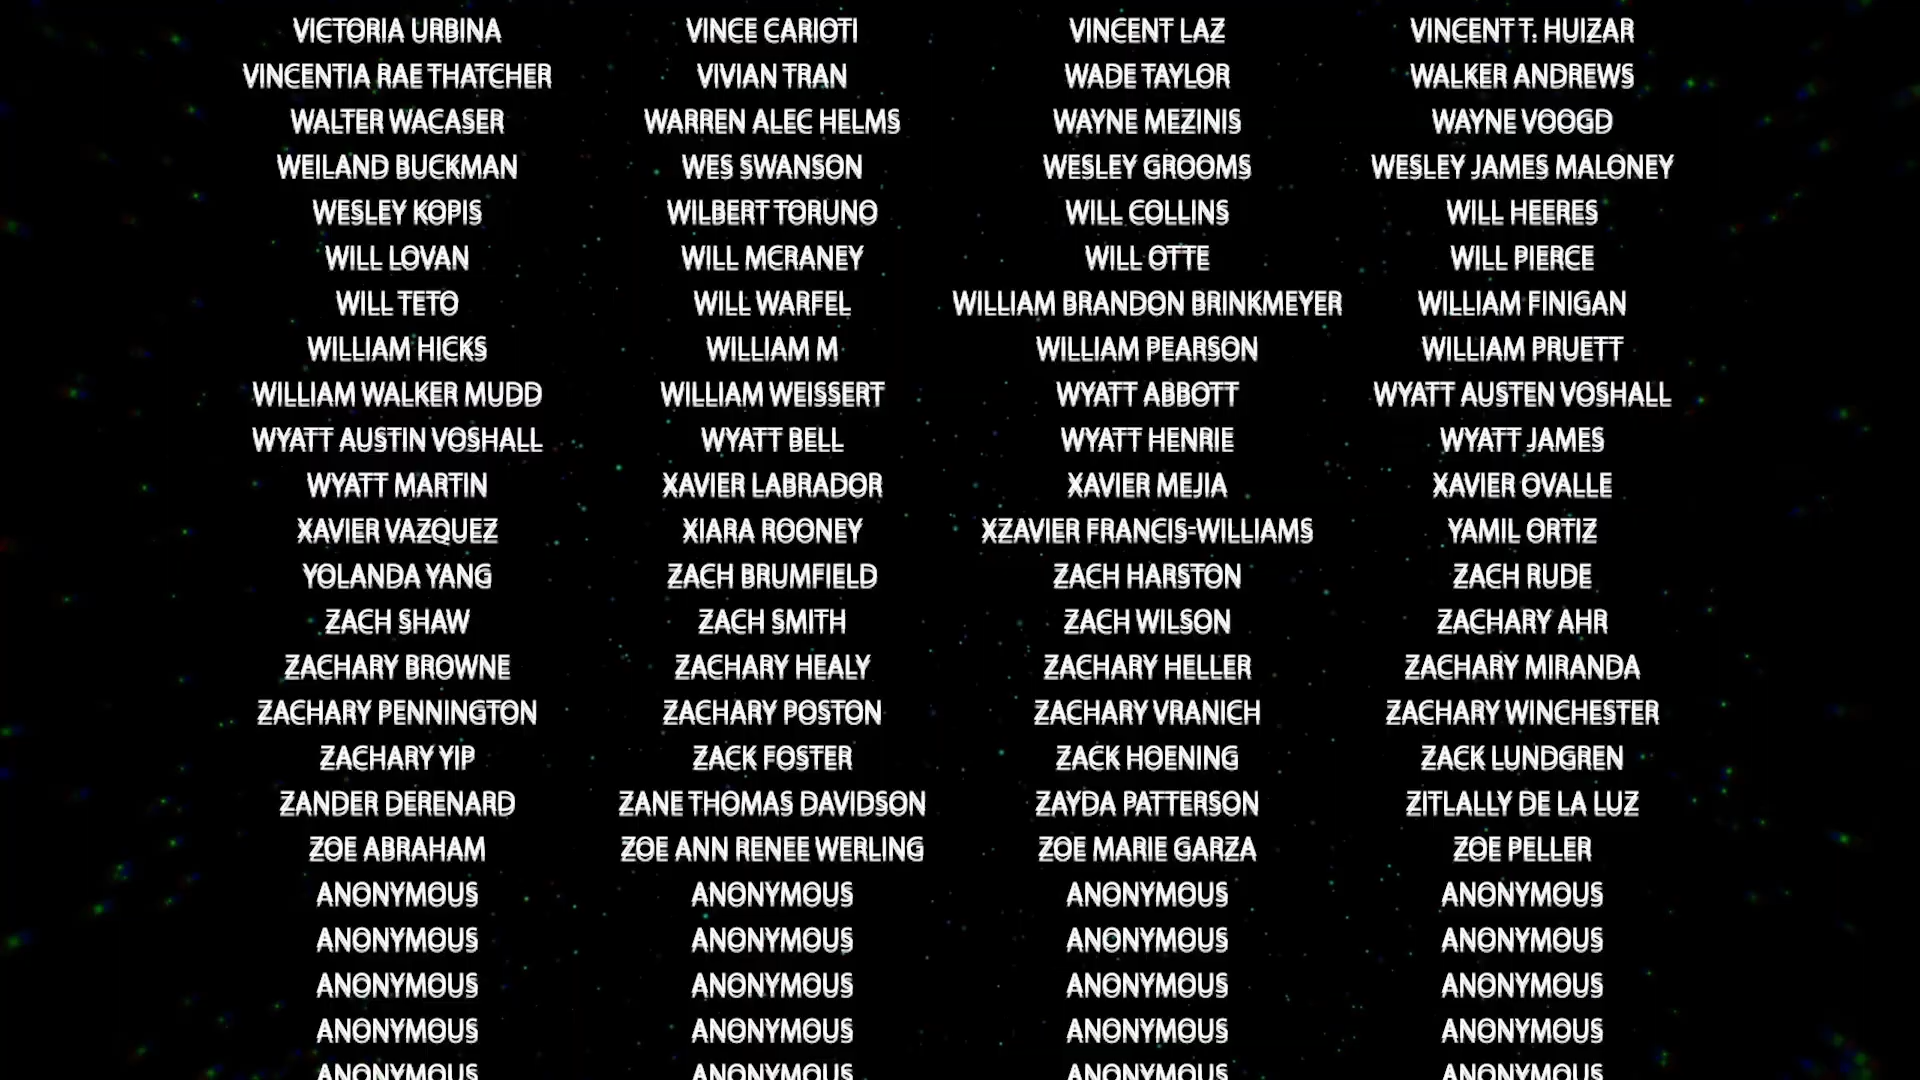 VICTORIA URBINA VINCE CARIOTI VINCENT LAZ VINCENT T. HUIZAR
VINCENTIA RAE THATCHER VIVIAN TRAN WADE TAYLOR WALKER ANDREWS
WALTER WACASER WARREN ALEC HELMS WAYNE MEZINIS WAYNE VOOGD
WEILAND BUCKMAN WES SWANSON WESLEY GROOMS WESLEY JAMES MALONEY
WESLEY KOPIS WILBERT TORUNO WILL COLLINS WILL HEERES
WILL LOVAN WILL MCRANEY WILL OTTE WILL PIERCE
WILL TETO WILL WARFEL WILLIAM BRANDON BRINKMEYER WILLIAM FINIGAN
WILLIAM HICKS WILLIAM M WILLIAM PEARSON WILLIAM PRUETT
WILLIAM WALKER MUDD WILLIAM WEISSERT WYATT ABBOTT WYATT AUSTEN VOSHALL
WYATT AUSTIN VOSHALL WYATT BELL WYATT HENRIE WYATT JAMES
WYATT MARTIN XAVIER LABRADOR XAVIER MEJIA XAVIER OVALLE
XAVIER VAZQUEZ XIARA ROONEY XZAVIER FRANCIS-WILLIAMS YAMIL ORTIZ
YOLANDA YANG ZACH BRUMFIELD ZACH HARSTON ZACH RUDE
ZACH SHAW ZACH SMITH ZACH WILSON ZACHARY AHR
ZACHARY BROWNE ZACHARY HEALY ZACHARY HELLER ZACHARY MIRANDA
ZACHARY PENNINGTON ZACHARY POSTON ZACHARY VRANICH ZACHARY WINCHESTER
ZACHARY YIP ZACK FOSTER ZACK HOENING ZACK LUNDGREN
ZANDER DERENARD ZANE THOMAS DAVIDSON ZAYDA PATTERSON ZITLALLY DE LA LUZ
ZOE ABRAHAM ZOE ANN RENEE WERLING ZOE MARIE GARZA ZOE PELLER
ANONYMOUS ANONYMOUS ANONYMOUS ANONYMOUS
ANONYMOUS ANONYMOUS ANONYMOUS ANONYMOUS
ANONYMOUS ANONYMOUS ANONYMOUS ANONYMOUS
ANONYMOUS ANONYMOUS ANONYMOUS ANONYMOUS
ANONYMOUS ANONYMOUS ANONYMOUS ANONYMOUS